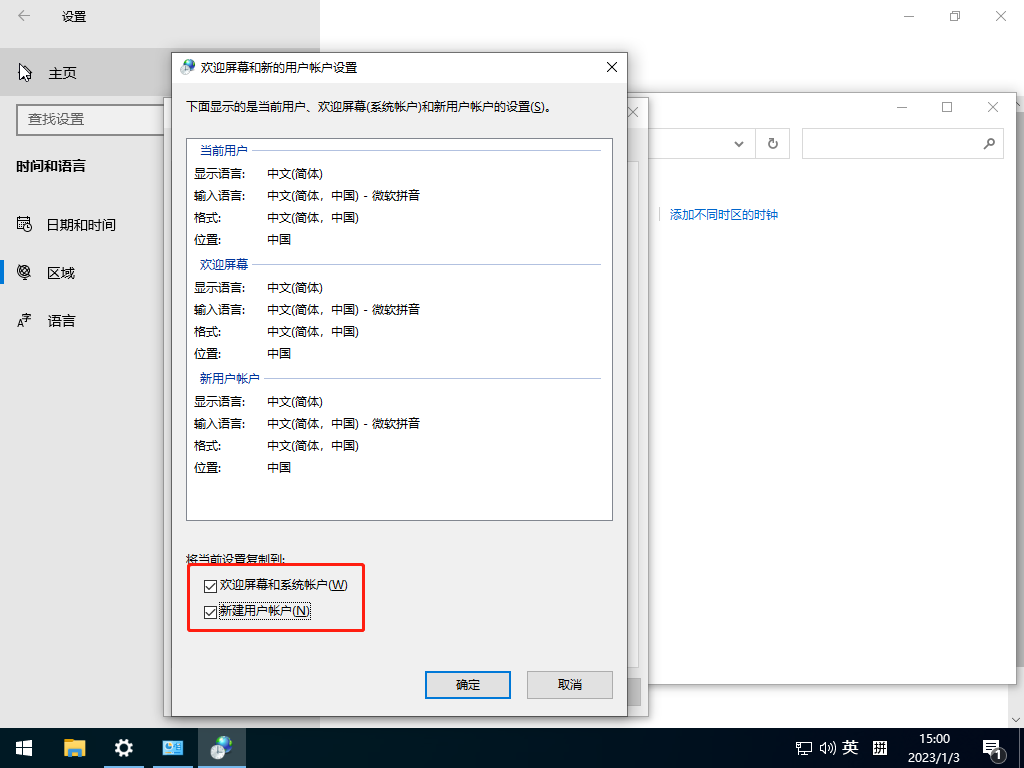 设置
主页
查找设置
时间和语言
日期和时间
区域
语言
欢迎屏幕和新的用户帐户设置
下面显示的是当前用户、欢迎屏幕(系统帐户)和新用户帐户的设置(S)。
当前用户
显示语言: 中文(简体)
输入语言: 中文(简体，中国) - 微软拼音
格式: 中文(简体，中国)
位置: 中国
欢迎屏幕
显示语言: 中文(简体)
输入语言: 中文(简体，中国) - 微软拼音
格式: 中文(简体，中国)
位置: 中国
新用户帐户
显示语言: 中文(简体)
输入语言: 中文(简体，中国) - 微软拼音
格式: 中文(简体，中国)
位置: 中国
将当前设置复制到:
欢迎屏幕和系统帐户(W)
新建用户帐户(N)
确定 取消
添加不同时区的时钟
英 拼 15:00
2023/1/3
1